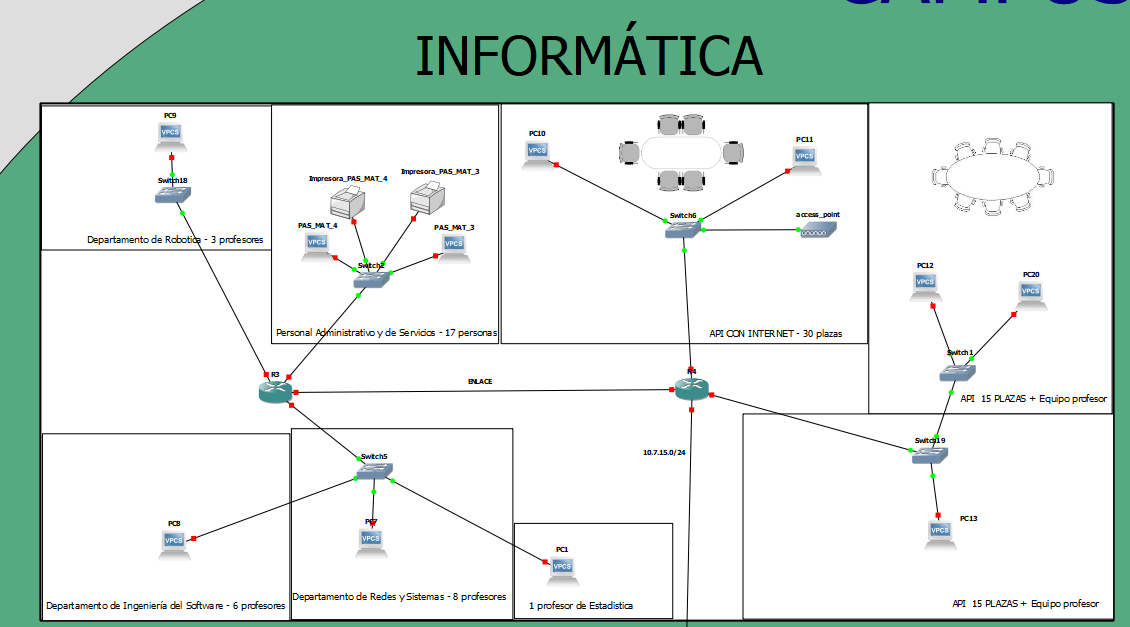 INFORMÁTICA
PC9
VPCS
Switch18
Departamento de Robotica - 3 profesores
Impresora_PAS_MAT_4
Impresora_PAS_MAT_3
PAS_MAT_4
VPCS
PAS_MAT_3
VPCS
Switch2
Personal Administrativo y de Servicios - 17 personas
PC10
VPCS
PC11
VPCS
Switch6
access_point
API CON INTERNET - 30 plazas
PC12
VPCS
PC20
VPCS
Switch1
API 15 PLAZAS + Equipo profesor
R3
ENLACE
R4
10.7.15.0/24
Switch19
PC13
VPCS
API 15 PLAZAS + Equipo profesor
Switch5
PC8
VPCS
Departamento de Ingeniería del Software - 6 profesores
PC7
VPCS
Departamento de Redes y Sistemas - 8 profesores
PC1
VPCS
1 profesor de Estadistica